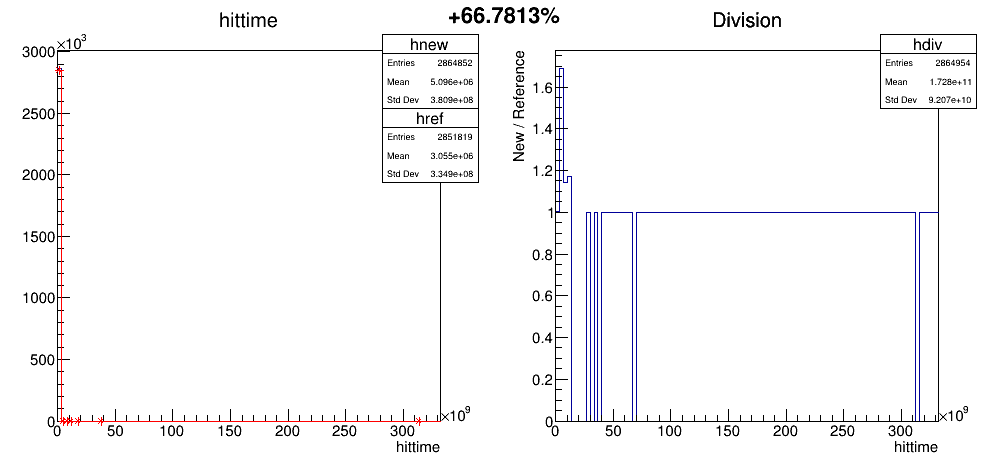 +66.7813%
hittime
hnew
Entries 2864852
Mean 5.096e+06
Std Dev 3.809e+08
href
Entries 2851819
Mean 3.055e+06
Std Dev 3.349e+08
×10³
3000
2500
2000
1500
1000
500
0
0 50 100 150 200 250 300
×10⁹
hittime
Division
hdiv
Entries 2864954
Mean 1.728e+11
Std Dev 9.207e+10
New / Reference
1.6
1.4
1.2
1
0.8
0.6
0.4
0.2
0
0 50 100 150 200 250 300
×10⁹
hittime